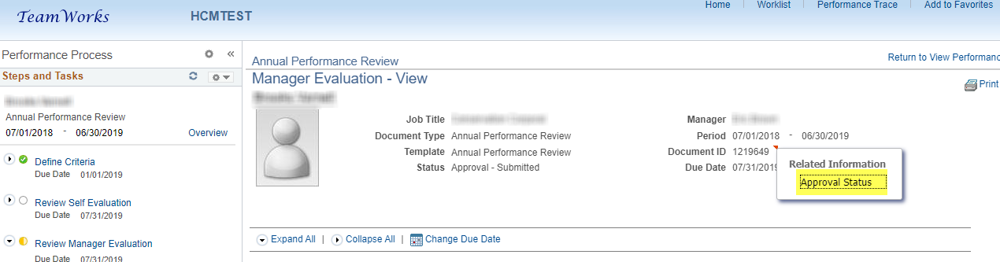 TeamWorks
HCMTEST
Home
Worklist
Performance Trace
Add to Favorites
Performance Process
«
Steps and Tasks
Annual Performance Review
07/01/2018 - 06/30/2019
Overview
Define Criteria
Due Date 01/01/2019
Review Self Evaluation
Due Date 07/31/2019
Review Manager Evaluation
Due Date 07/31/2019
Annual Performance Review
Return to View Performanc
Manager Evaluation - View
Print
Job Title
Manager
Document Type Annual Performance Review
Period 07/01/2018 - 06/30/2019
Template Annual Performance Review
Document ID 1219649
Status Approval - Submitted
Due Date 07/31/2019
Related Information
Approval Status
Expand All | Collapse All | Change Due Date